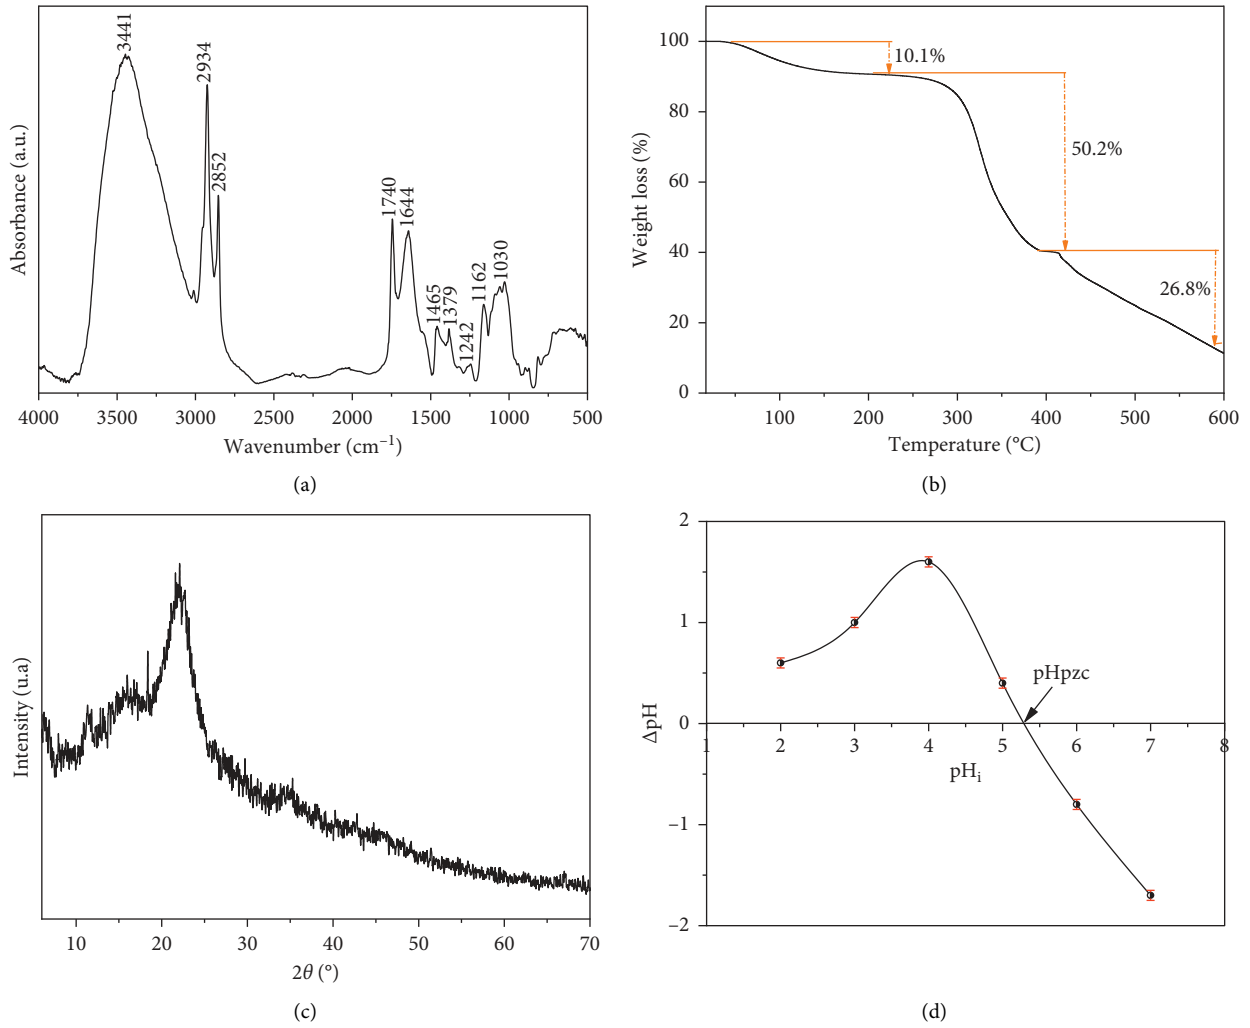 3441
2934
2852
1740
1644
1465
1379
1242
1162
1030
Absorbance (a.u.)
4000 3500 3000 2500 2000 1500 1000 500
Wavenumber (cm⁻¹)
(a)
100
80
60
40
20
0
Weight loss (%)
10.1%
50.2%
26.8%
100 200 300 400 500 600
Temperature (°C)
(b)
Intensity (u.a)
10 20 30 40 50 60 70
2θ (°)
(c)
2
1
0
–1
–2
ΔpH
pHpzc
1 2 3 4 5 6 7 8
pHᵢ
(d)